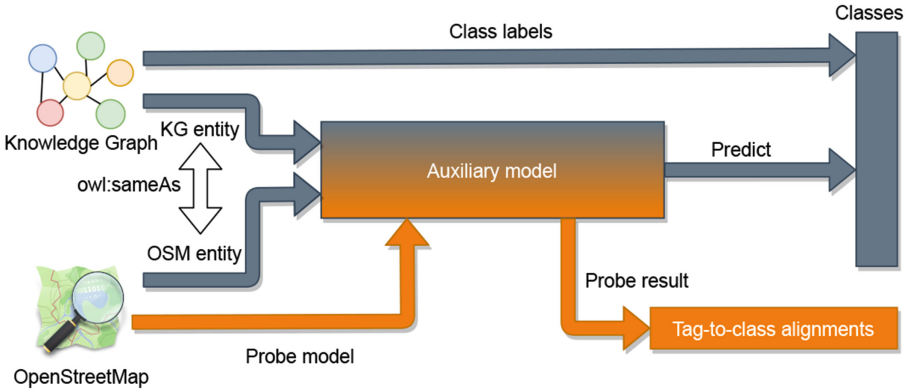 Classes
Class labels
Knowledge Graph
KG entity
owl:sameAs
Auxiliary model
Predict
OSM entity
Probe result
Tag-to-class alignments
Probe model
OpenStreetMap